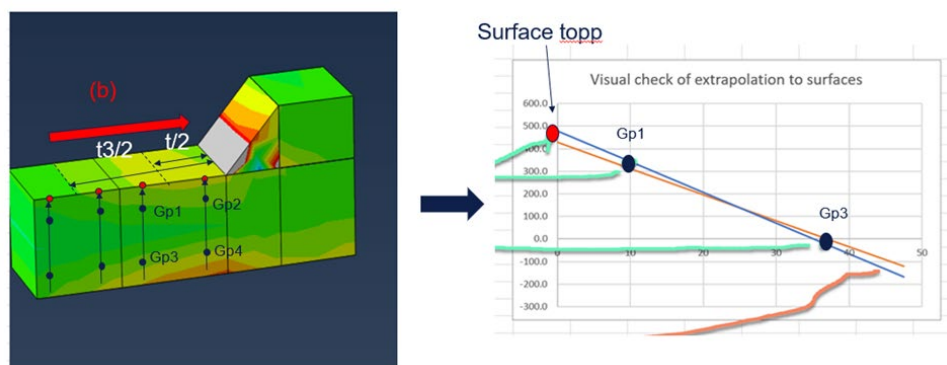 (b)
t/2
t3/2
Gp1
Gp2
Gp3
Gp4
Surface topp
Visual check of extrapolation to surfaces
600.0
500.0
400.0
300.0
200.0
100.0
0.0
-100.0
-200.0
-300.0
0
10
20
30
40
50
Gp1
Gp3